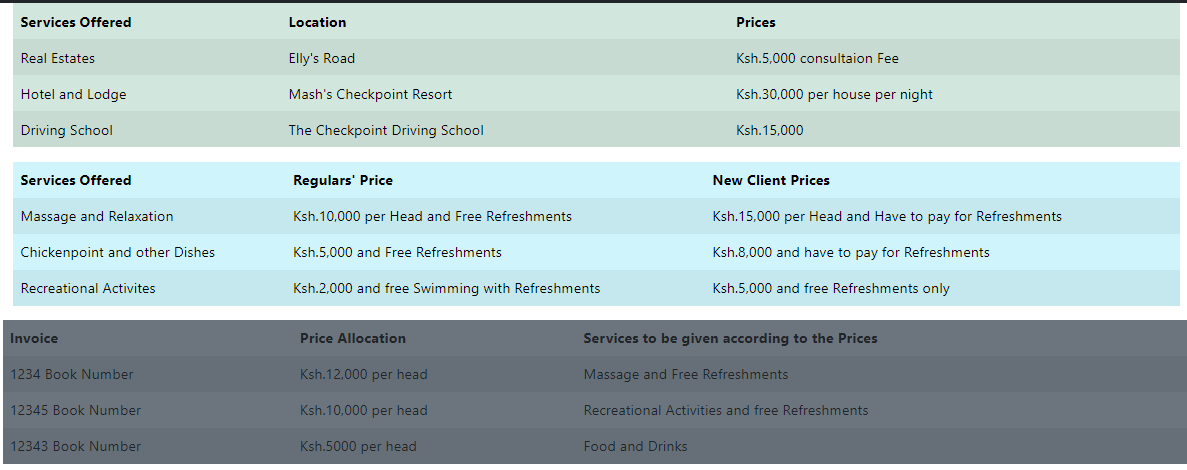 Services Offered Location Prices
Real Estates Elly's Road Ksh.5,000 consultaion Fee
Hotel and Lodge Mash's Checkpoint Resort Ksh.30,000 per house per night
Driving School The Checkpoint Driving School Ksh.15,000
Services Offered Regulars' Price New Client Prices
Massage and Relaxation Ksh.10,000 per Head and Free Refreshments Ksh.15,000 per Head and Have to pay for Refreshments
Chickenpoint and other Dishes Ksh.5,000 and Free Refreshments Ksh.8,000 and have to pay for Refreshments
Recreational Activites Ksh.2,000 and free Swimming with Refreshments Ksh.5,000 and free Refreshments only
Invoice Price Allocation Services to be given according to the Prices
1234 Book Number Ksh.12,000 per head Massage and Free Refreshments
12345 Book Number Ksh.10,000 per head Recreational Activities and free Refreshments
12343 Book Number Ksh.5000 per head Food and Drinks